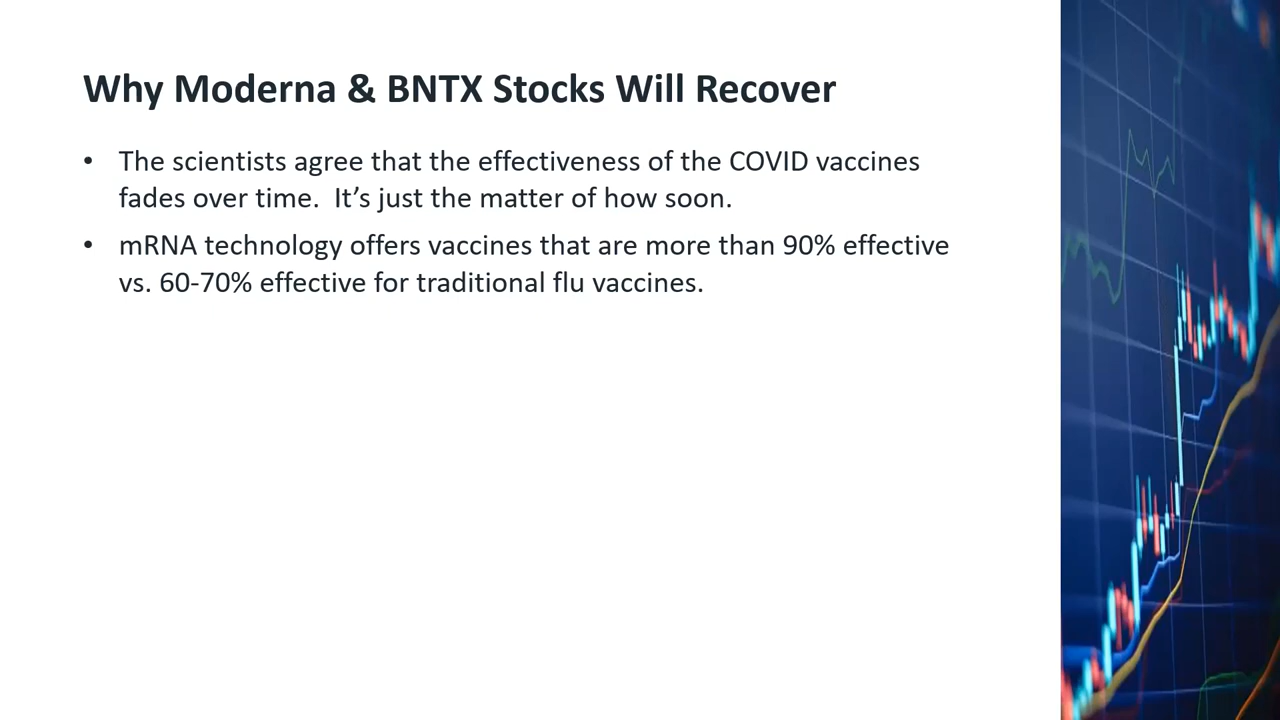 Why Moderna & BNTX Stocks Will Recover
• The scientists agree that the effectiveness of the COVID vaccines
fades over time.  It’s just the matter of how soon.
• mRNA technology offers vaccines that are more than 90% effective
vs. 60-70% effective for traditional flu vaccines.